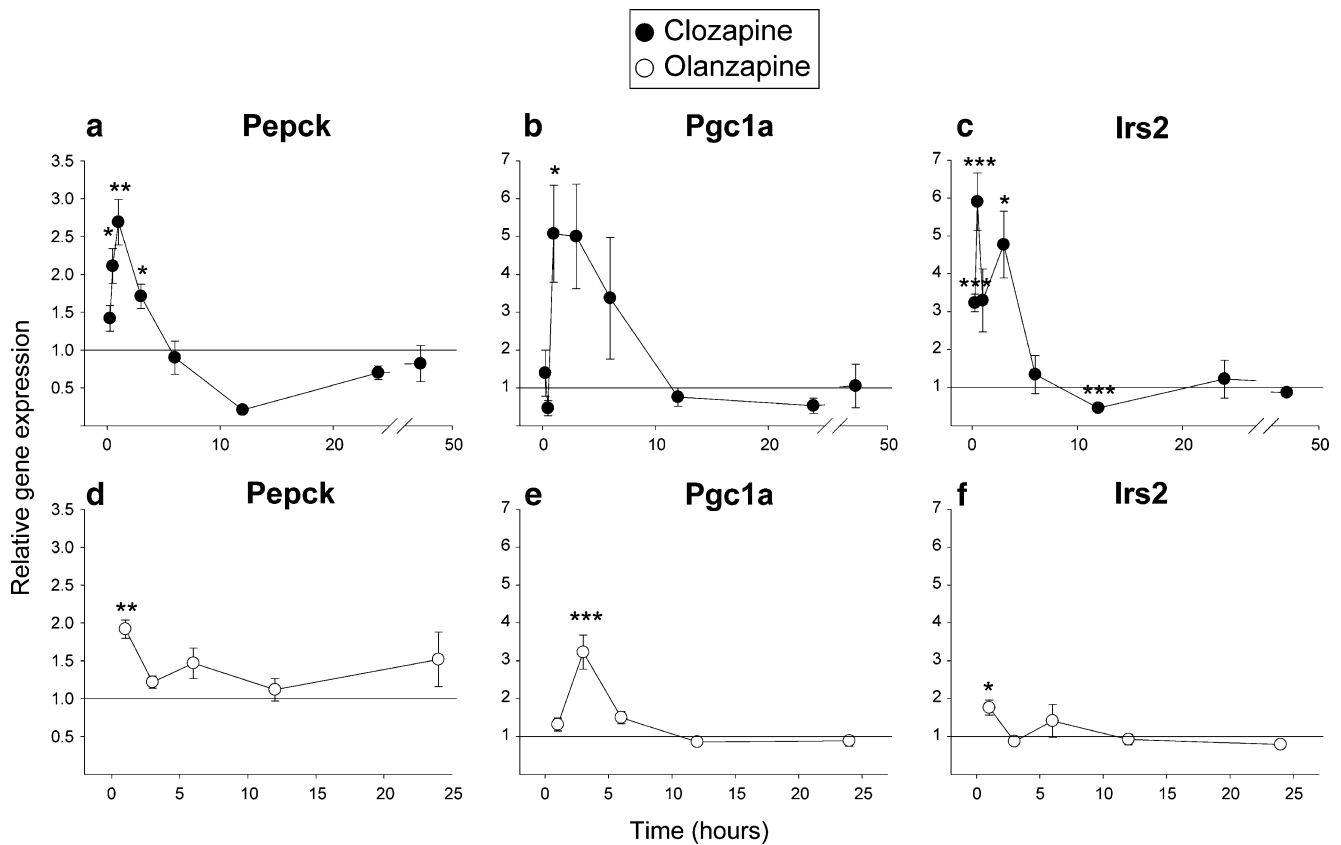 Clozapine
Olanzapine
a Pepck
b Pgc1a
c Irs2
3.5
3.0
2.5
2.0
1.5
1.0
0.5
* ** *
0 10 20 50
7
6
5
4
3
2
1
*
0 10 20 50
7
6
5
4
3
2
1
*** * *** ***
0 10 20 50
Relative gene expression
d Pepck
e Pgc1a
f Irs2
3.5
3.0
2.5
2.0
1.5
1.0
0.5
**
0 5 10 15 20 25
7
6
5
4
3
2
1
***
0 5 10 15 20 25
7
6
5
4
3
2
1
*
0 5 10 15 20 25
Time (hours)